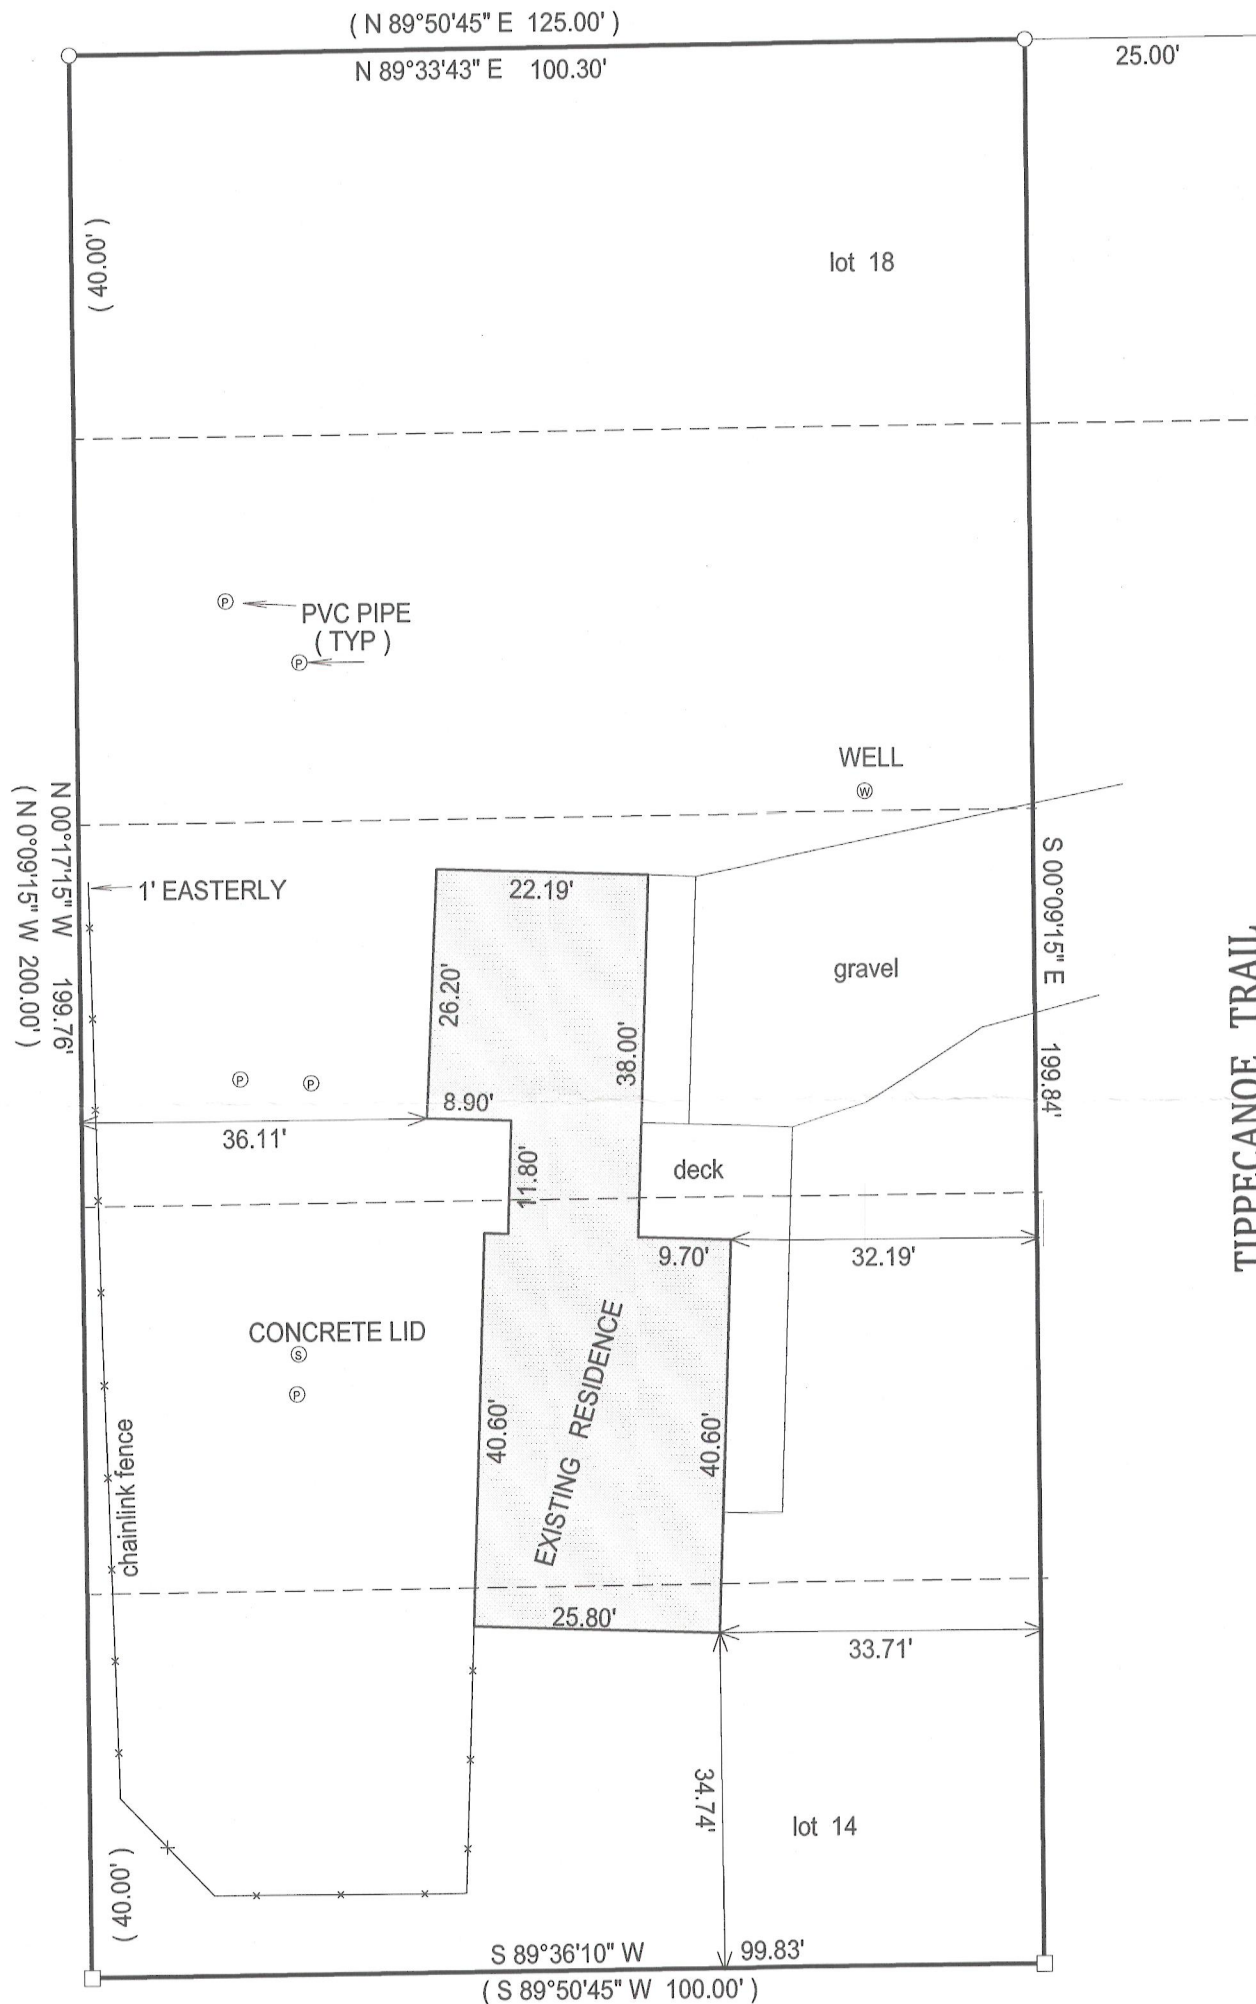 ( N 89°50'45" E 125.00' )
N 89°33'43" E 100.30'
25.00'
( 40.00' )
lot 18
P
PVC PIPE
( TYP )
P
WELL
W
N 00°17'15" W 199.76'
( N 0°09'15" W 200.00' )
S 00°09'15" E 199.84'
TIPPECANOE TRAIL
1' EASTERLY
22.19'
26.20'
38.00'
gravel
P
P
8.90'
36.11'
11.80'
deck
9.70'
32.19'
CONCRETE LID
S
P
EXISTING RESIDENCE
40.60'
40.60'
chainlink fence
25.80'
33.71'
34.74'
lot 14
( 40.00' )
S 89°36'10" W 99.83'
( S 89°50'45" W 100.00' )